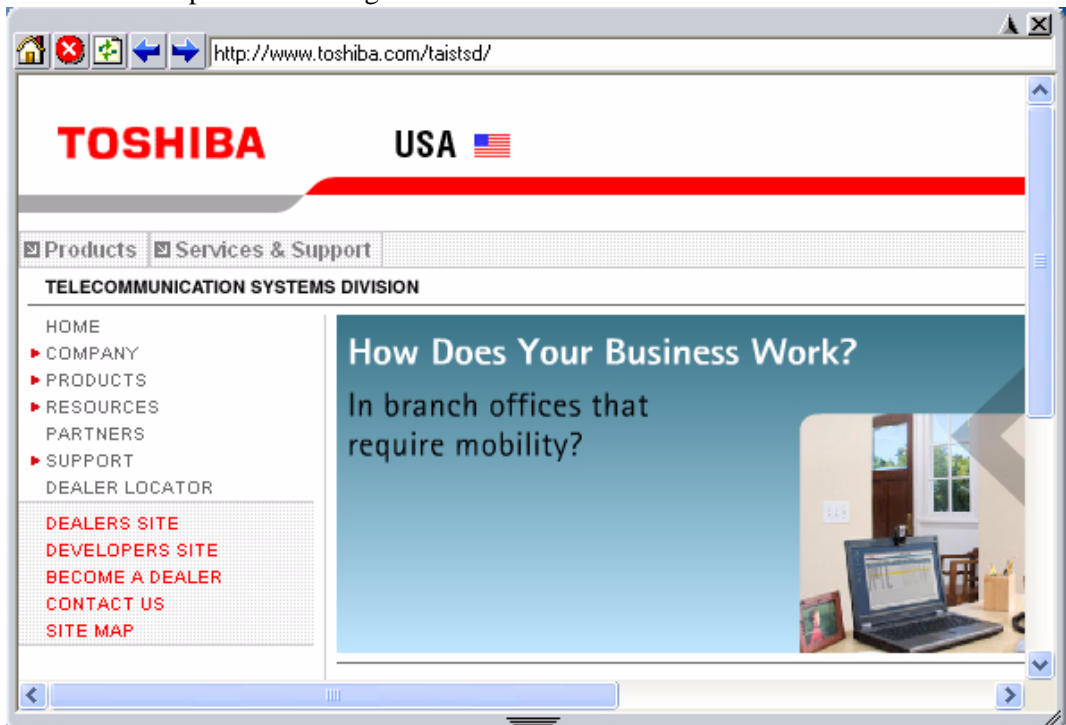 http://www.toshiba.com/taistsd/
TOSHIBA USA
Products Services & Support
TELECOMMUNICATION SYSTEMS DIVISION
HOME
COMPANY
PRODUCTS
RESOURCES
PARTNERS
SUPPORT
DEALER LOCATOR
DEALERS SITE
DEVELOPERS SITE
BECOME A DEALER
CONTACT US
SITE MAP
How Does Your Business Work?
In branch offices that
require mobility?